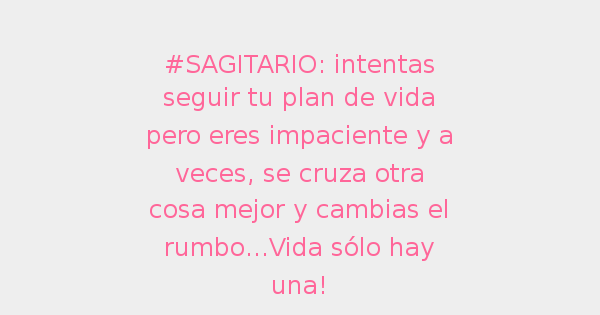 #SAGITARIO: intentas
seguir tu plan de vida
pero eres impaciente y a
veces, se cruza otra
cosa mejor y cambias el
rumbo...Vida sólo hay
una!